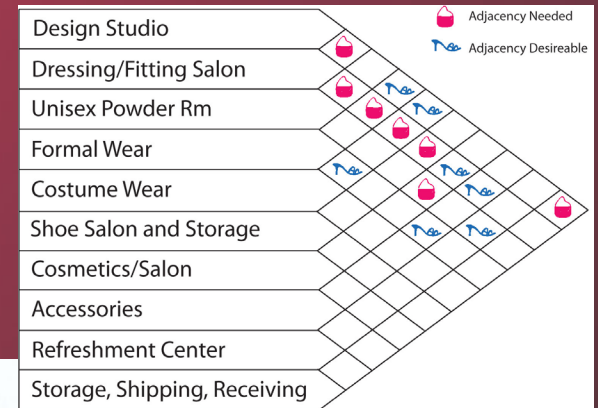 Adjacency Needed
Design Studio
Adjacency Desireable
Dressing/Fitting Salon
Unisex Powder Rm
Formal Wear
Costume Wear
Shoe Salon and Storage
Cosmetics/Salon
Accessories
Refreshment Center
Storage, Shipping, Receiving